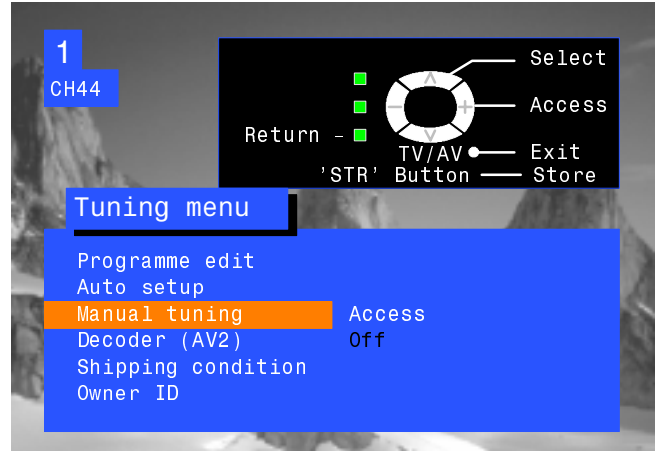 1
CH44
Select
Access
Return –
TV/AV
Exit
'STR' Button
Store
Tuning menu
Programme edit
Auto setup
Manual tuning Access
Decoder (AV2) Off
Shipping condition
Owner ID